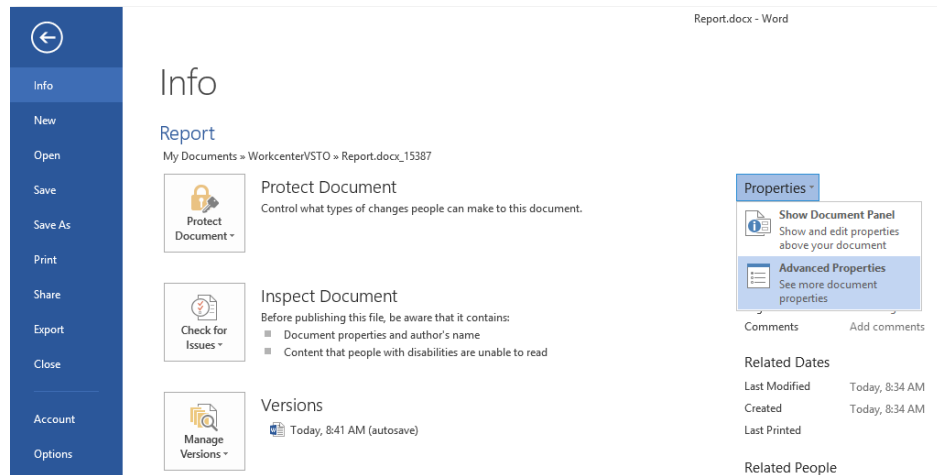 Report.docx - Word
Info
New
Open
Save
Save As
Print
Share
Export
Close
Account
Options
Info
Report
My Documents » WorkcenterVSTO » Report.docx_15387
Protect Document
Protect Document
Control what types of changes people can make to this document.
Check for
Issues
Inspect Document
Before publishing this file, be aware that it contains:
Document properties and author's name
Content that people with disabilities are unable to read
Manage
Versions
Versions
Today, 8:41 AM (autosave)
Properties
Show Document Panel
Show and edit properties
above your document
Advanced Properties
See more document
properties
Comments Add comments
Related Dates
Last Modified Today, 8:34 AM
Created Today, 8:34 AM
Last Printed
Related People